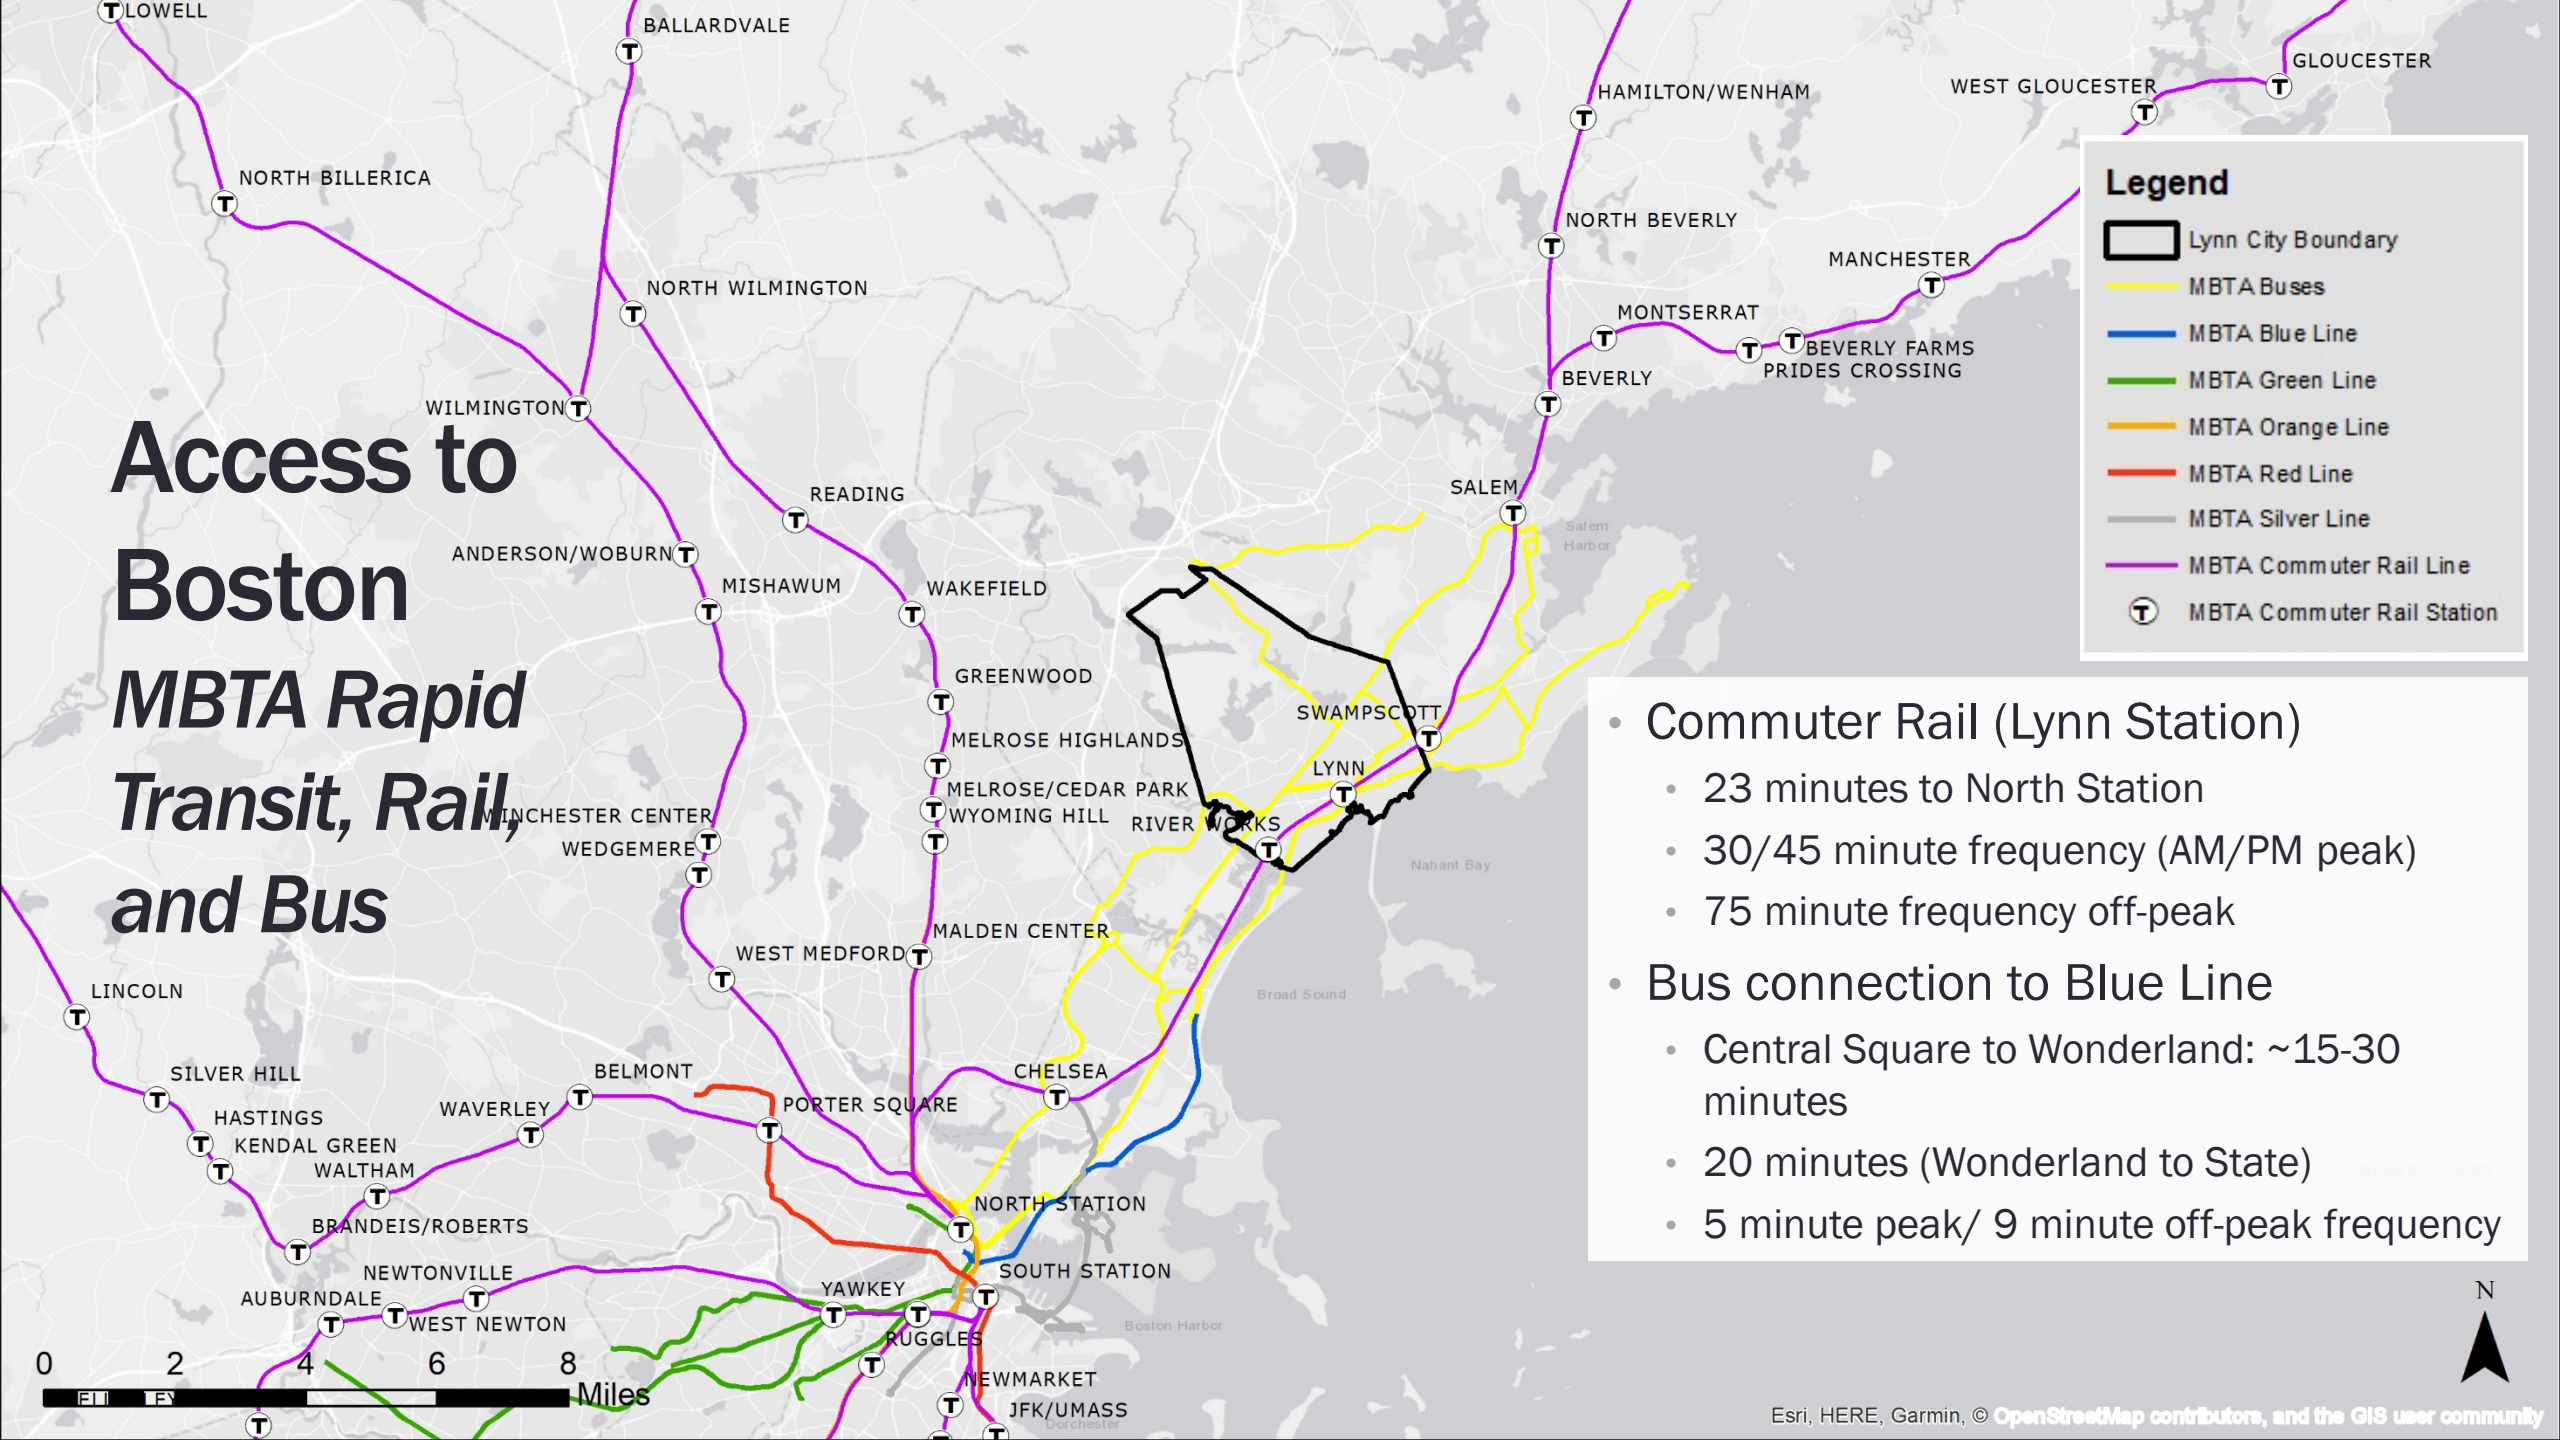 LOWELL
BALLARDVALE
GLOUCESTER
WEST GLOUCESTER
HAMILTON/WENHAM
NORTH BILLERICA
NORTH BEVERLY
MANCHESTER
NORTH WILMINGTON
MONTSERRAT
BEVERLY FARMS
PRIDES CROSSING
BEVERLY
WILMINGTON
SALEM
READING
Salem
Harbor
ANDERSON/WOBURN
MISHAWUM
WAKEFIELD
GREENWOOD
SWAMPSCOTT
MELROSE HIGHLANDS
LYNN
MELROSE/CEDAR PARK
WYOMING HILL
RIVER WORKS
WINCHESTER CENTER
WEDGEMERE
Nahant Bay
MALDEN CENTER
WEST MEDFORD
LINCOLN
Broad Sound
SILVER HILL
BELMONT
CHELSEA
HASTINGS
WAVERLEY
PORTER SQUARE
KENDAL GREEN
WALTHAM
NORTH STATION
BRANDEIS/ROBERTS
NEWTONVILLE
SOUTH STATION
AUBURNDALE
YAWKEY
WEST NEWTON
Boston Harbor
RUGGLES
NEWMARKET
JFK/UMASS
Dorchester
Access to
Boston
MBTA Rapid
Transit, Rail,
and Bus
Legend
Lynn City Boundary
MBTA Buses
MBTA Blue Line
MBTA Green Line
MBTA Orange Line
MBTA Red Line
MBTA Silver Line
MBTA Commuter Rail Line
T MBTA Commuter Rail Station
• Commuter Rail (Lynn Station)
• 23 minutes to North Station
• 30/45 minute frequency (AM/PM peak)
• 75 minute frequency off-peak
• Bus connection to Blue Line
• Central Square to Wonderland: ~15-30
minutes
• 20 minutes (Wonderland to State)
• 5 minute peak/ 9 minute off-peak frequency
0 2 4 6 8
Miles
N
Esri, HERE, Garmin, © OpenStreetMap contributors, and the GIS user community